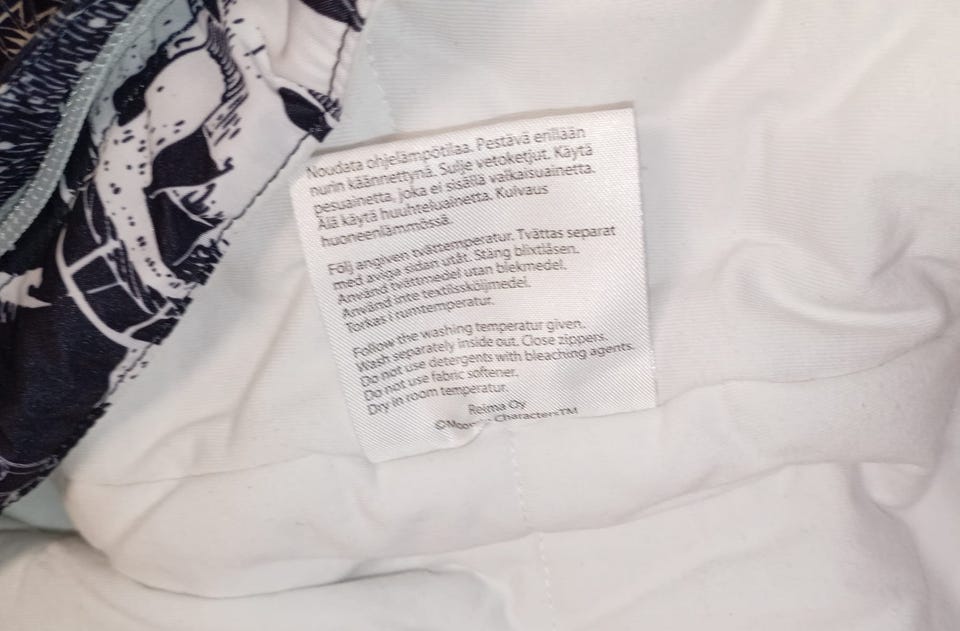 Noudata ohjelämpötilaa. Pestävä erillään
nurin käännettynä. Sulje vetoketjut. Käytä
pesuainetta, joka ei sisällä valkaisuainetta.
Älä käytä huuhteluainetta. Kuivaus
huoneenlämmössä.
Följ angiven tvättemperatur. Tvättas separat
med aviga sidan utåt. Stäng blixtlåsen.
Använd tvättmedel utan blekmedel.
Använd inte textilssköljmedel.
Torkas i rumtemperatur.
Follow the washing temperatur given.
Wash separately inside out. Close zippers.
Do not use detergents with bleaching agents.
Do not use fabric softener.
Dry in room temperatur.
Reima Oy
© Characters™